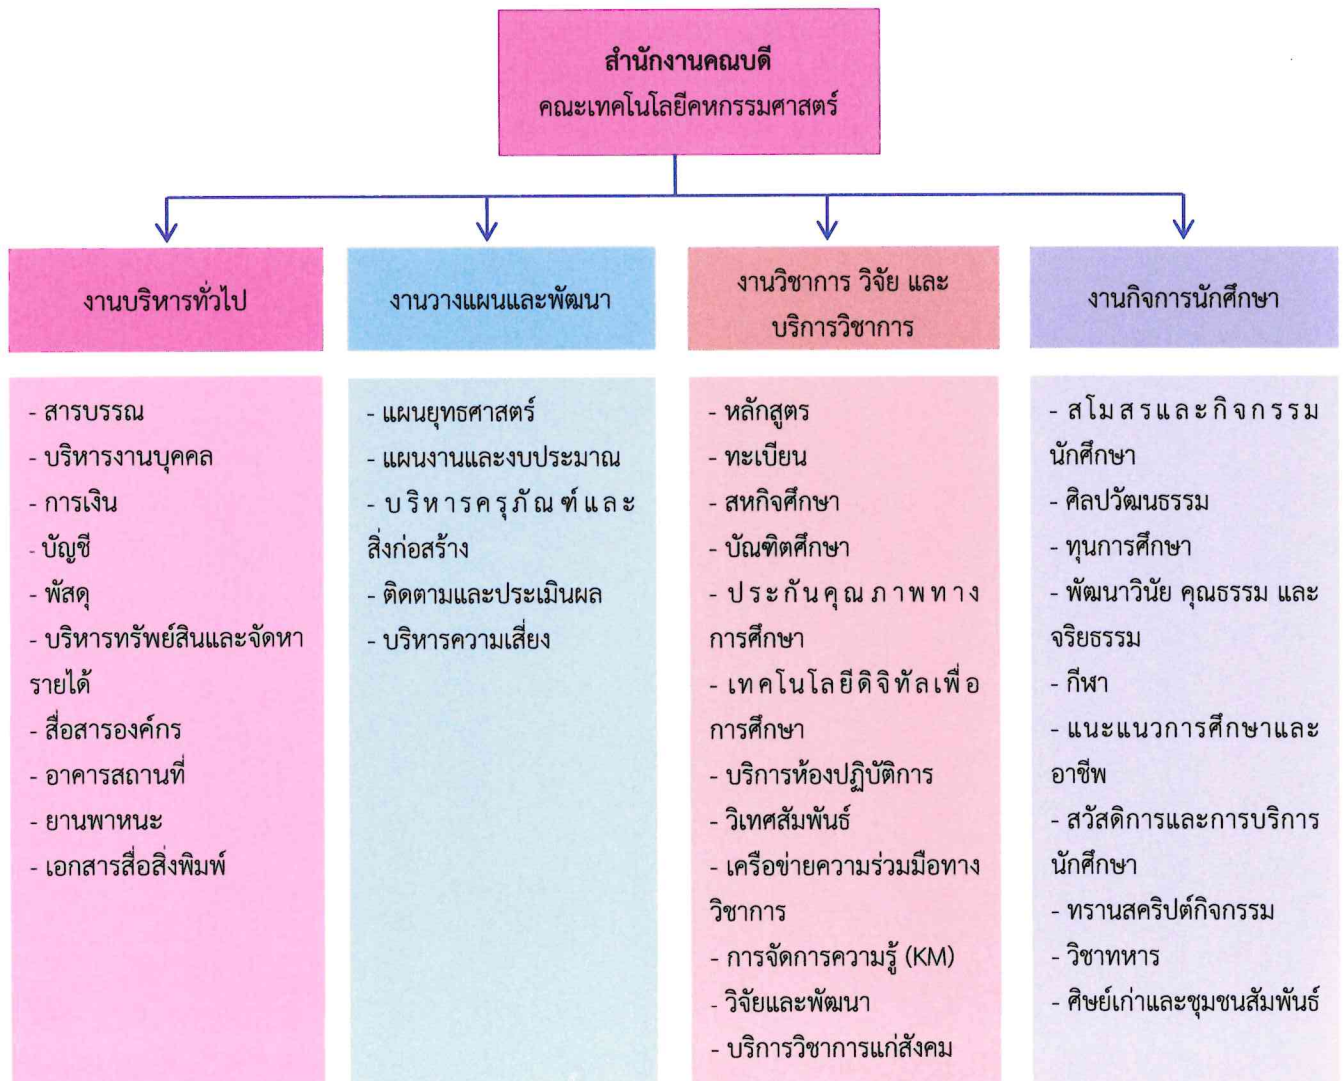 สำนักงานคณบดี
คณะเทคโนโลยีคหกรรมศาสตร์
งานบริหารทั่วไป
- สารบรรณ
- บริหารงานบุคคล
- การเงิน
- บัญชี
- พัสดุ
- บริหารทรัพย์สินและจัดหา
รายได้
- สื่อสารองค์กร
- อาคารสถานที่
- ยานพาหนะ
- เอกสารสื่อสิ่งพิมพ์
งานวางแผนและพัฒนา
- แผนยุทธศาสตร์
- แผนงานและงบประมาณ
- บริหารครุภัณฑ์และ
สิ่งก่อสร้าง
- ติดตามและประเมินผล
- บริหารความเสี่ยง
งานวิชาการ วิจัย และ
บริการวิชาการ
- หลักสูตร
- ทะเบียน
- สหกิจศึกษา
- บัณฑิตศึกษา
- ประกันคุณภาพทาง
การศึกษา
- เทคโนโลยีดิจิทัลเพื่อ
การศึกษา
- บริการห้องปฏิบัติการ
- วิเทศสัมพันธ์
- เครือข่ายความร่วมมือทาง
วิชาการ
- การจัดการความรู้ (KM)
- วิจัยและพัฒนา
- บริการวิชาการแก่สังคม
งานกิจการนักศึกษา
- สโมสรและกิจกรรม
นักศึกษา
- ศิลปวัฒนธรรม
- ทุนการศึกษา
- พัฒนาวินัย คุณธรรม และ
จริยธรรม
- กีฬา
- แนะแนวการศึกษาและ
อาชีพ
- สวัสดิการและการบริการ
นักศึกษา
- ทรานสคริปต์กิจกรรม
- วิชาทหาร
- ศิษย์เก่าและชุมชนสัมพันธ์